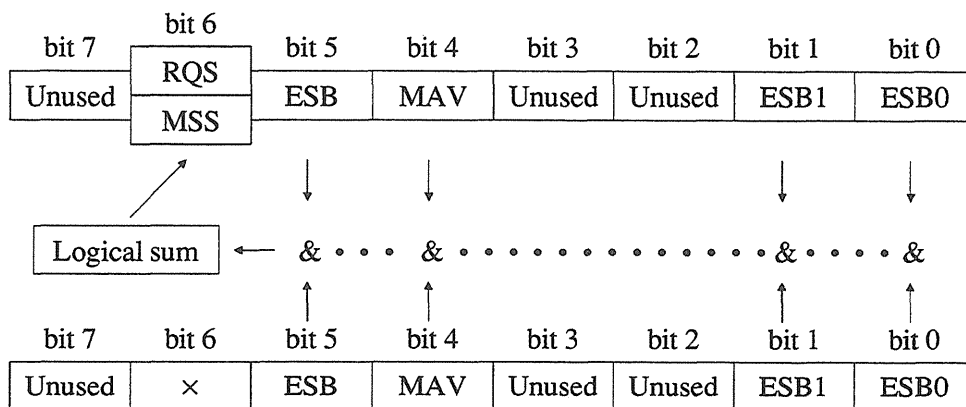 bit 7 bit 6 bit 5 bit 4 bit 3 bit 2 bit 1 bit 0
Unused RQS ESB MAV Unused Unused ESB1 ESB0
MSS
Logical sum & & & &
bit 7 bit 6 bit 5 bit 4 bit 3 bit 2 bit 1 bit 0
Unused × ESB MAV Unused Unused ESB1 ESB0